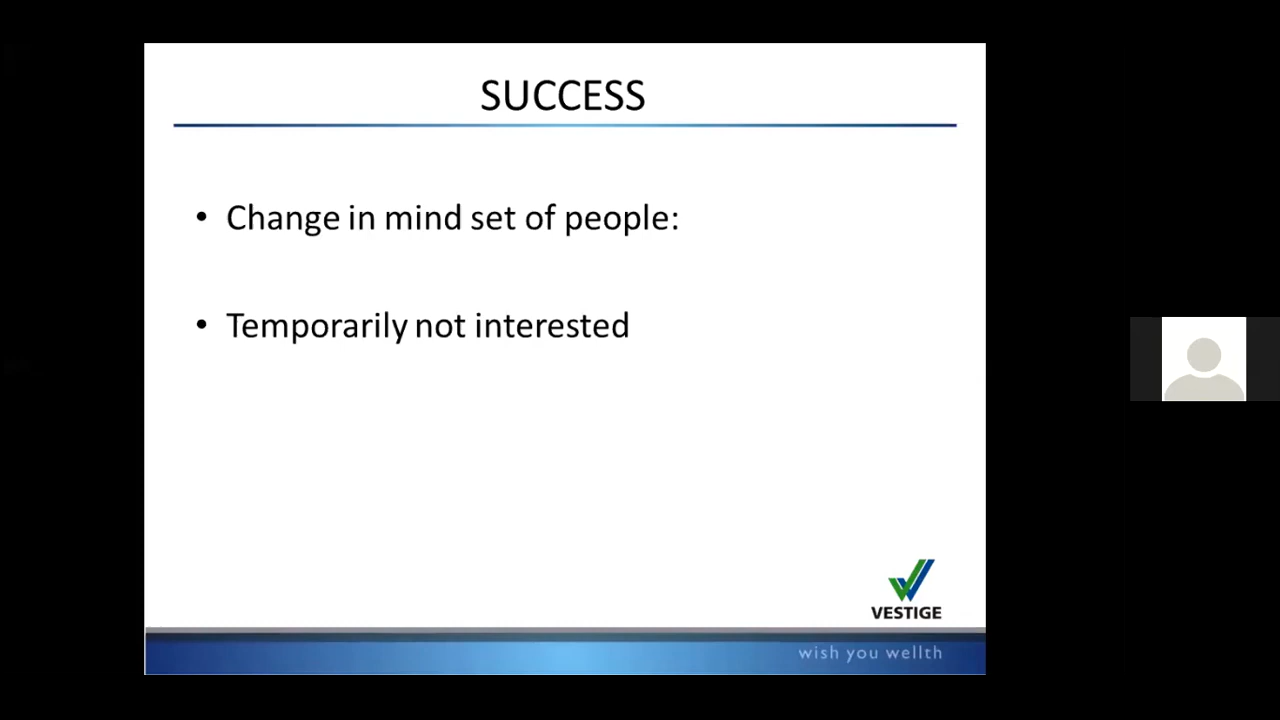 SUCCESS
• Change in mind set of people:
• Temporarily not interested
VESTIGE
wish you wellth